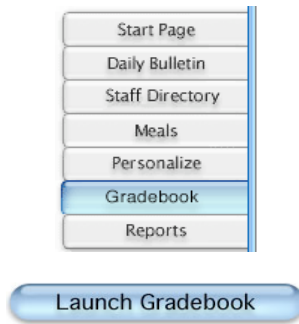 Start Page
Daily Bulletin
Staff Directory
Meals
Personalize
Gradebook
Reports
Launch Gradebook